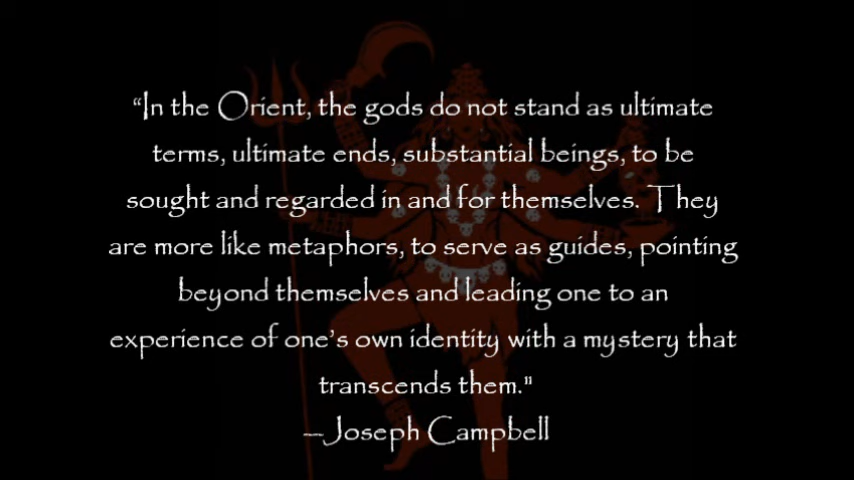 “In the Orient, the gods do not stand as ultimate
terms, ultimate ends, substantial beings, to be
sought and regarded in and for themselves. They
are more like metaphors, to serve as guides, pointing
beyond themselves and leading one to an
experience of one’s own identity with a mystery that
transcends them."
—Joseph Campbell